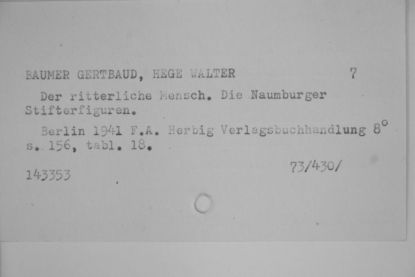 BAUMER GERTBAUD, HEGE WALTER 7
Der ritterliche Mensch. Die Naumburger
Stifterfiguren.
Berlin 1941 F.A. Herbig Verlagsbuchhandlung 8°
s. 156, tabl. 18.
73/430/
143353